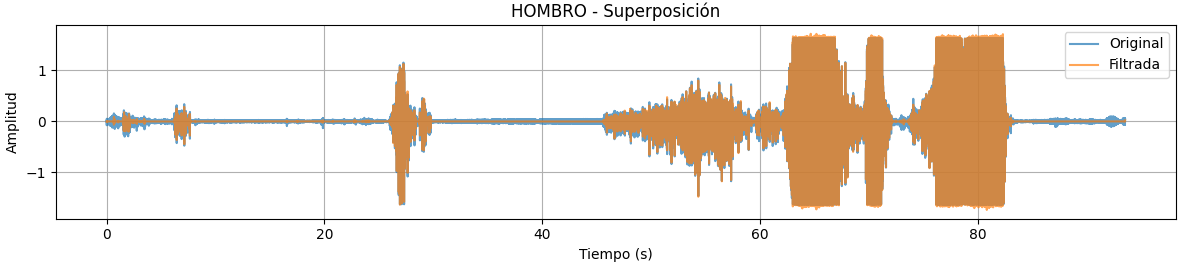 HOMBRO - Superposición
Amplitud
1
0
−1
Original
Filtrada
0 20 40 60 80
Tiempo (s)